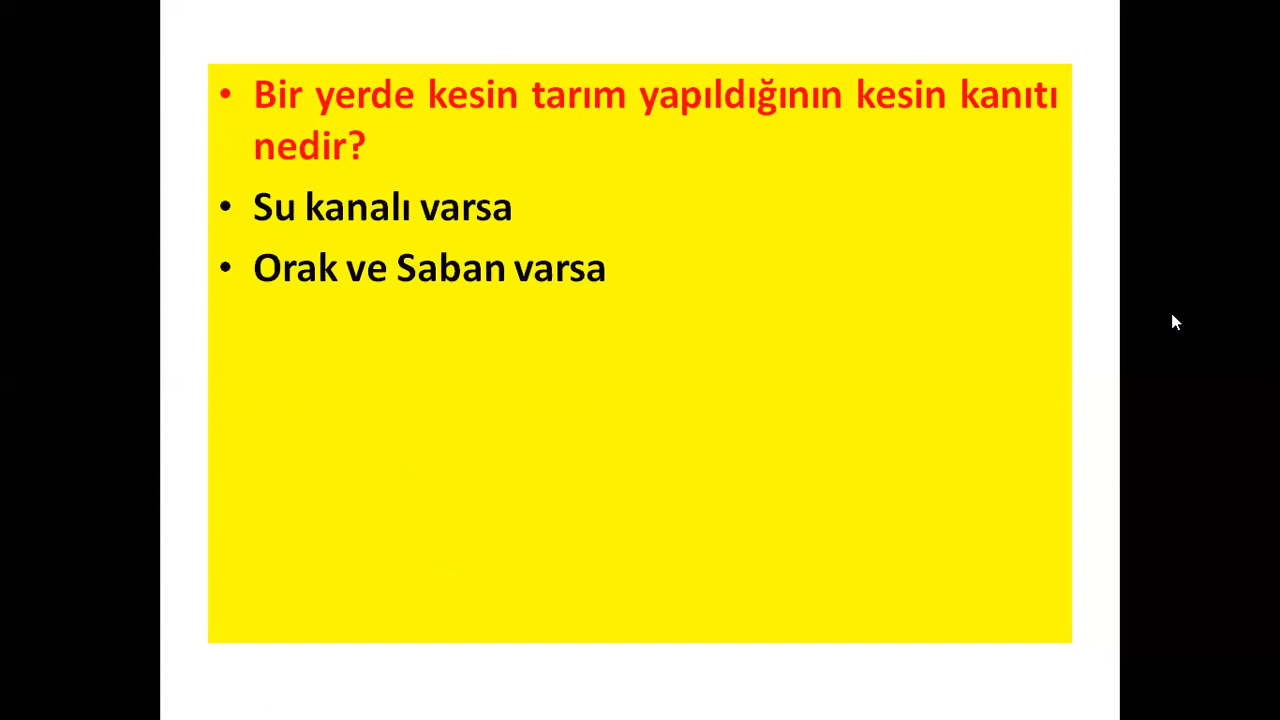 • Bir yerde kesin tarım yapıldığının kesin kanıtı
nedir?
• Su kanalı varsa
• Orak ve Saban varsa